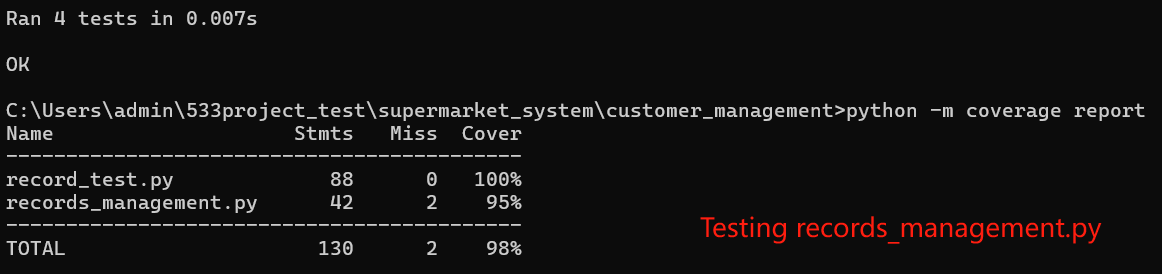 Ran 4 tests in 0.007s
OK
C:\Users\admin\533project_test\supermarket_system\customer_management>python -m coverage report
Name                    Stmts   Miss  Cover
-------------------------------------------
record_test.py             88      0   100%
records_management.py      42      2    95%
-------------------------------------------
TOTAL                     130      2    98%
Testing records_management.py